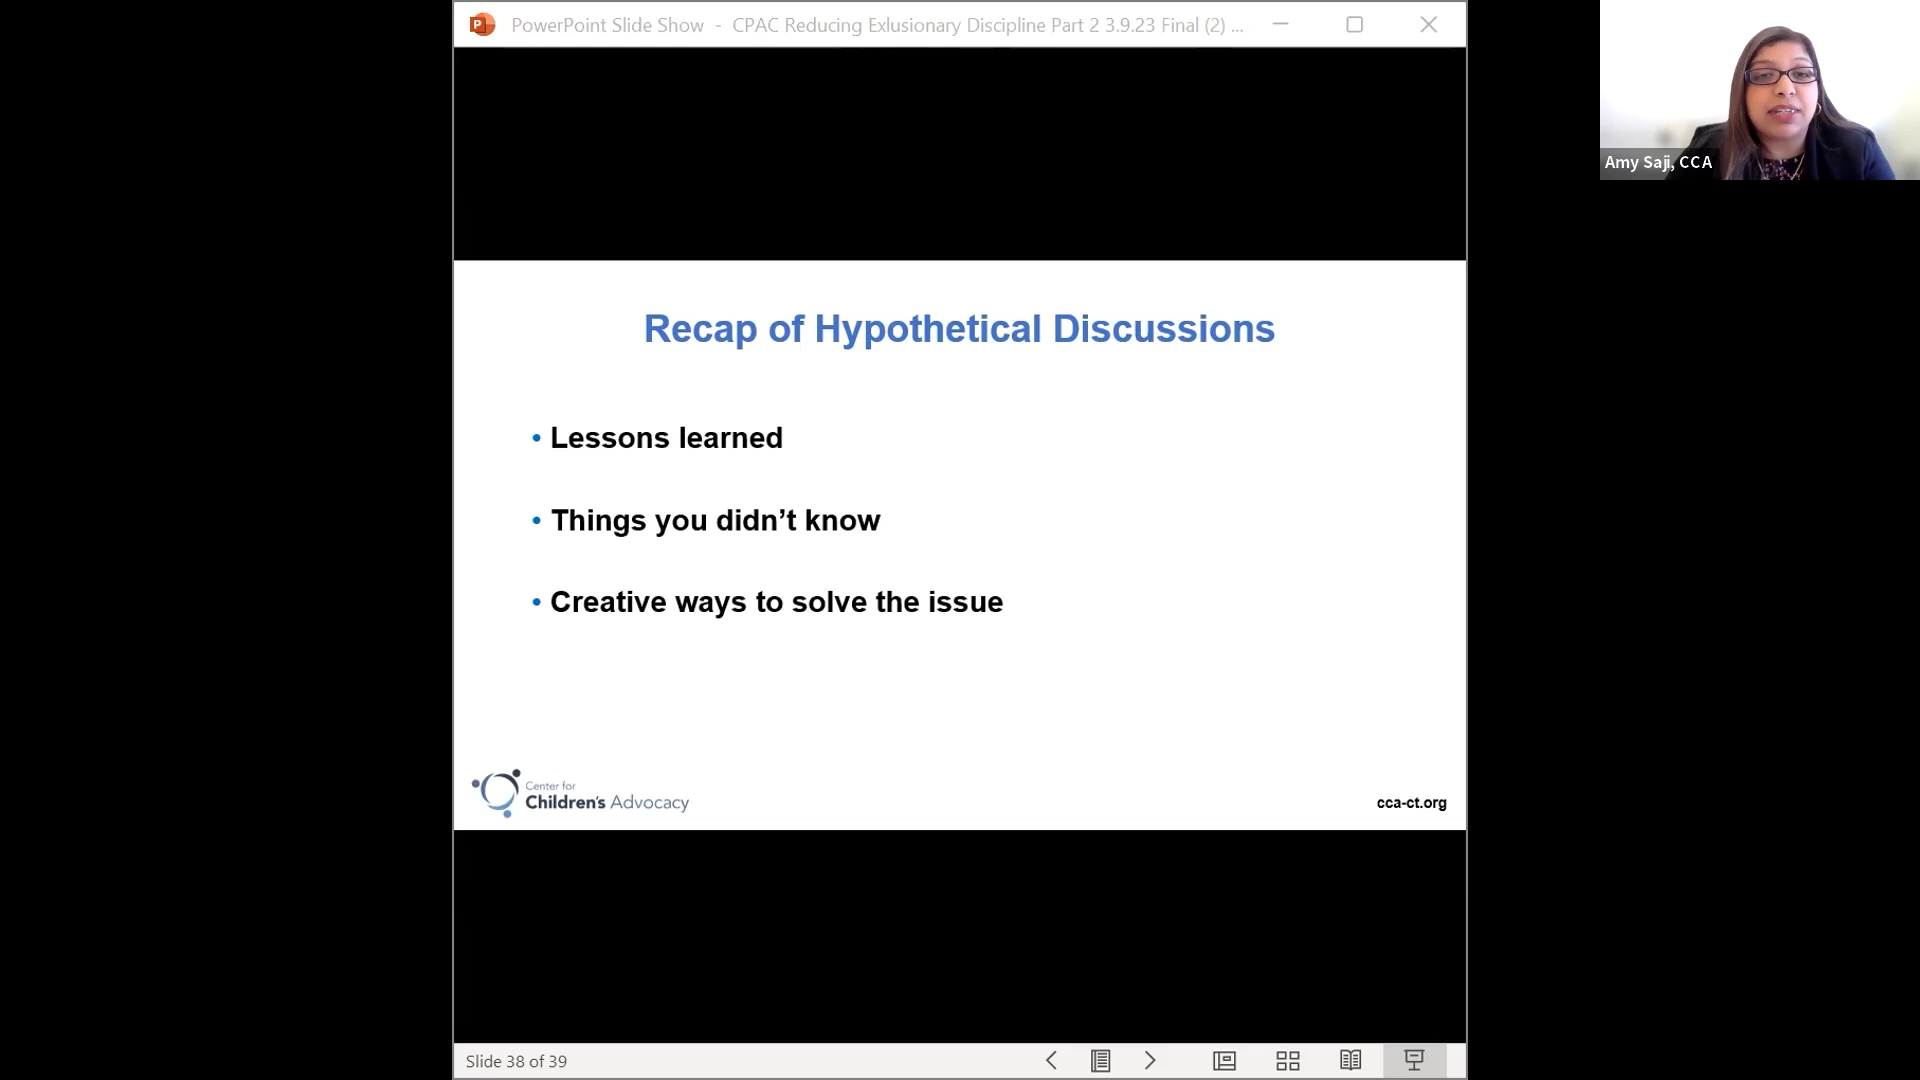 PowerPoint Slide Show - CPAC Reducing Exlusionary Discipline Part 2 3.9.23 Final (2) ...
Amy Saji, CCA
Recap of Hypothetical Discussions
• Lessons learned
• Things you didn’t know
• Creative ways to solve the issue
Center for
Children's Advocacy
cca-ct.org
Slide 38 of 39